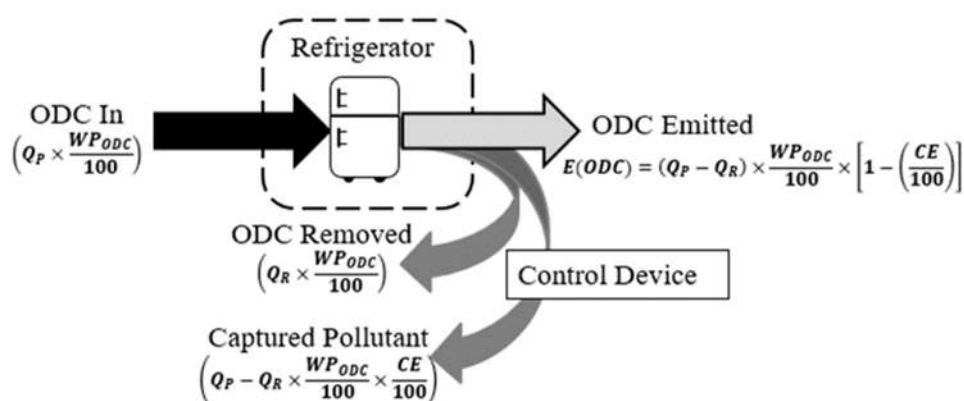 Refrigerator
ODC In
(Q_P × WP_ODC/100)
ODC Emitted
E(ODC) = (Q_P − Q_R) × WP_ODC/100 × [1 − (CE/100)]
ODC Removed
(Q_R × WP_ODC/100)
Control Device
Captured Pollutant
(Q_P − Q_R × WP_ODC/100 × CE/100)